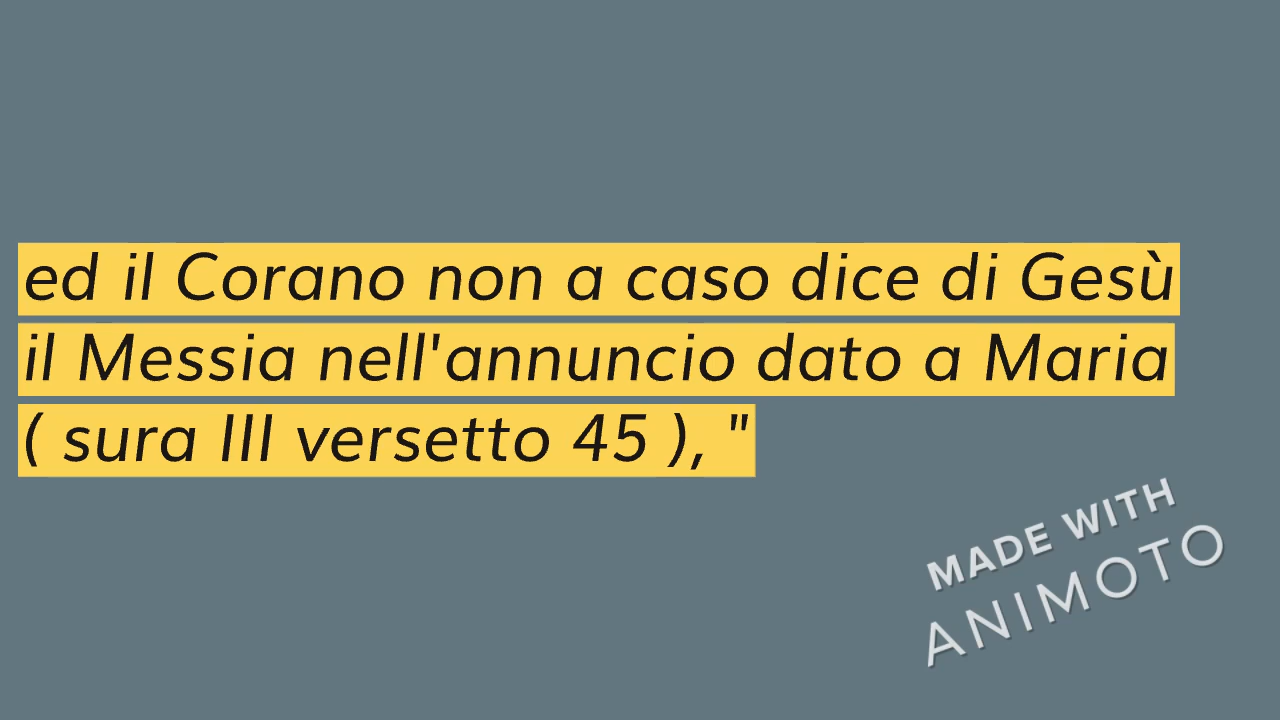 ed il Corano non a caso dice di Gesù
il Messia nell'annuncio dato a Maria
( sura III versetto 45 ), "
MADE WITH
ANIMOTO